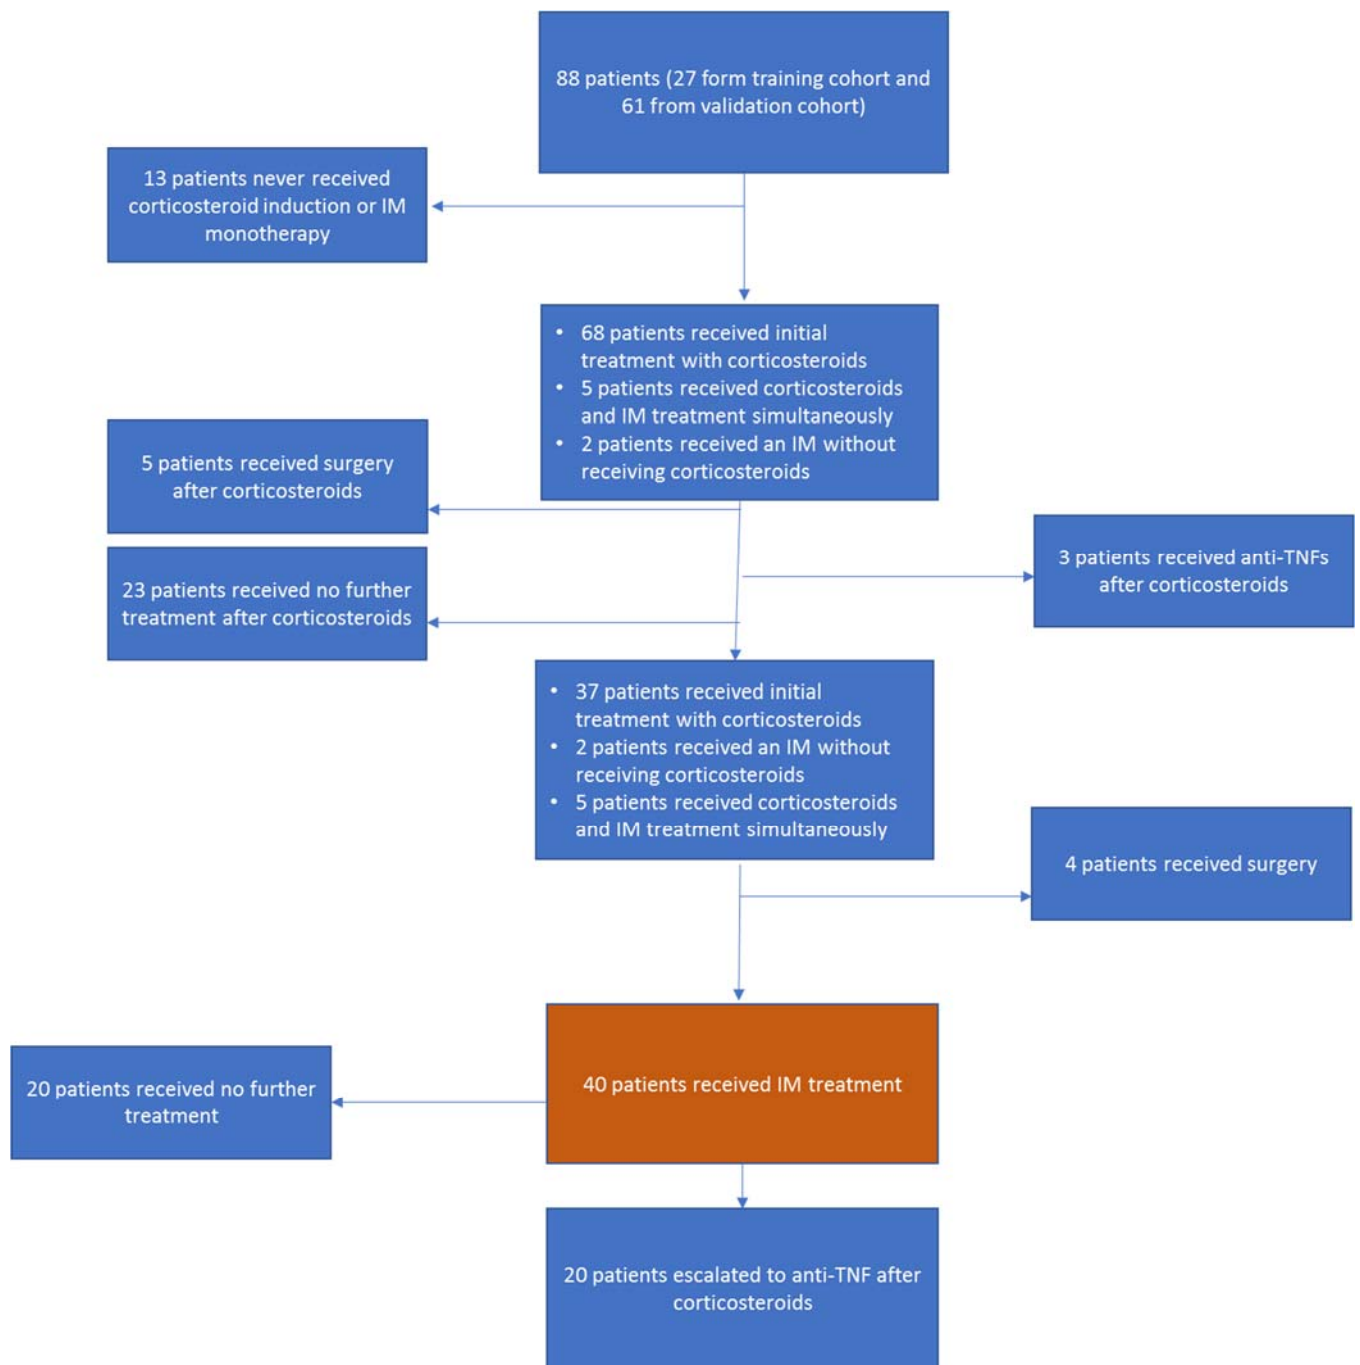 88 patients (27 form training cohort and
61 from validation cohort)
13 patients never received
corticosteroid induction or IM
monotherapy
• 68 patients received initial
treatment with corticosteroids
• 5 patients received corticosteroids
and IM treatment simultaneously
• 2 patients received an IM without
receiving corticosteroids
5 patients received surgery
after corticosteroids
3 patients received anti-TNFs
after corticosteroids
23 patients received no further
treatment after corticosteroids
• 37 patients received initial
treatment with corticosteroids
• 2 patients received an IM without
receiving corticosteroids
• 5 patients received corticosteroids
and IM treatment simultaneously
4 patients received surgery
40 patients received IM treatment
20 patients received no further
treatment
20 patients escalated to anti-TNF after
corticosteroids